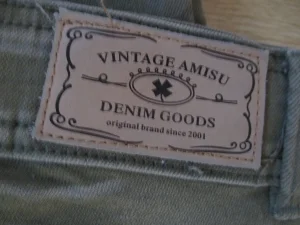 VINTAGE AMISU
DENIM GOODS
original brand since 2001